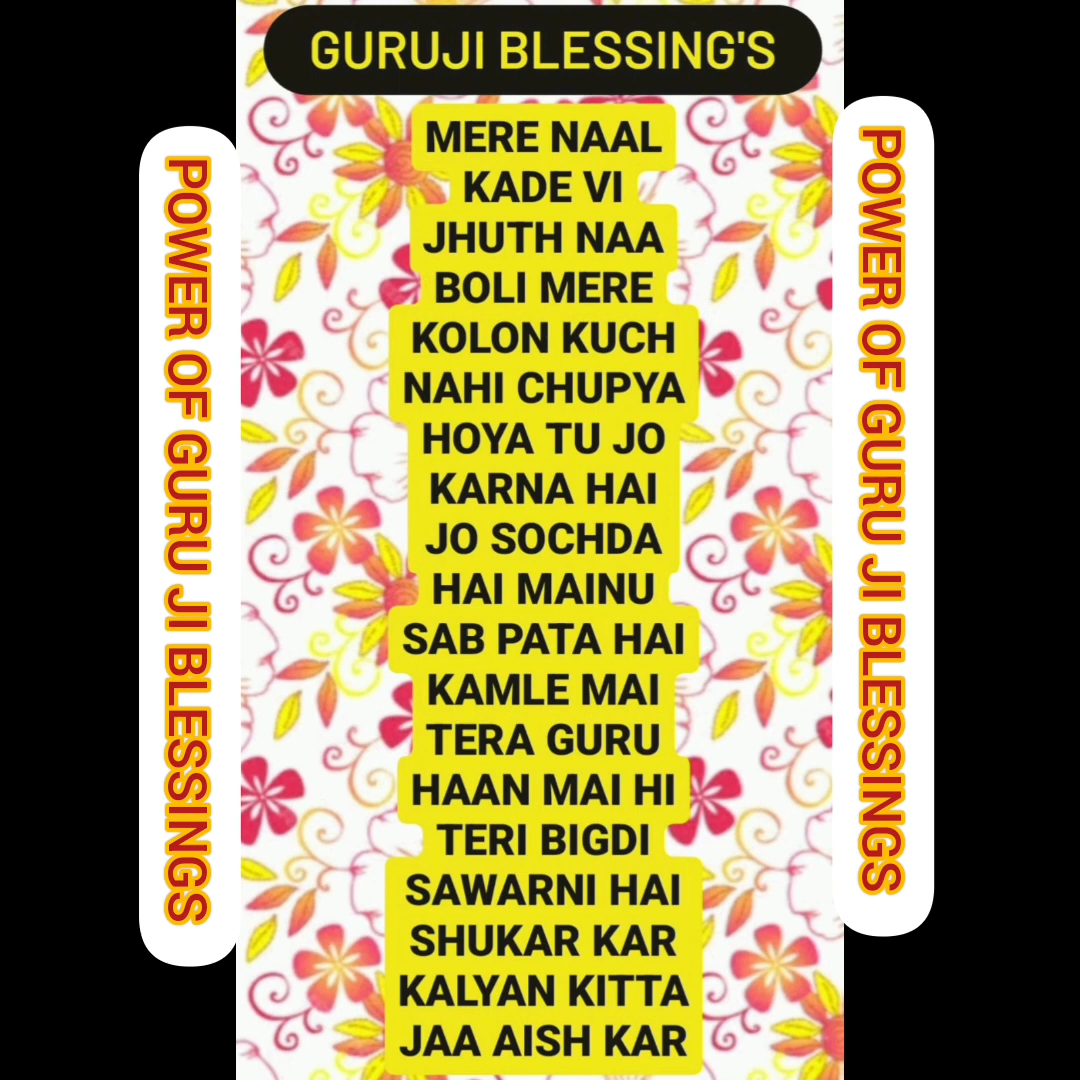 GURUJI BLESSING'S
POWER OF GURU JI BLESSINGS
MERE NAAL
KADE VI
JHUTH NAA
BOLI MERE
KOLON KUCH
NAHI CHUPYA
HOYA TU JO
KARNA HAI
JO SOCHDA
HAI MAINU
SAB PATA HAI
KAMLE MAI
TERA GURU
HAAN MAI HI
TERI BIGDI
SAWARNI HAI
SHUKAR KAR
KALYAN KITTA
JAA AISH KAR
POWER OF GURU JI BLESSINGS